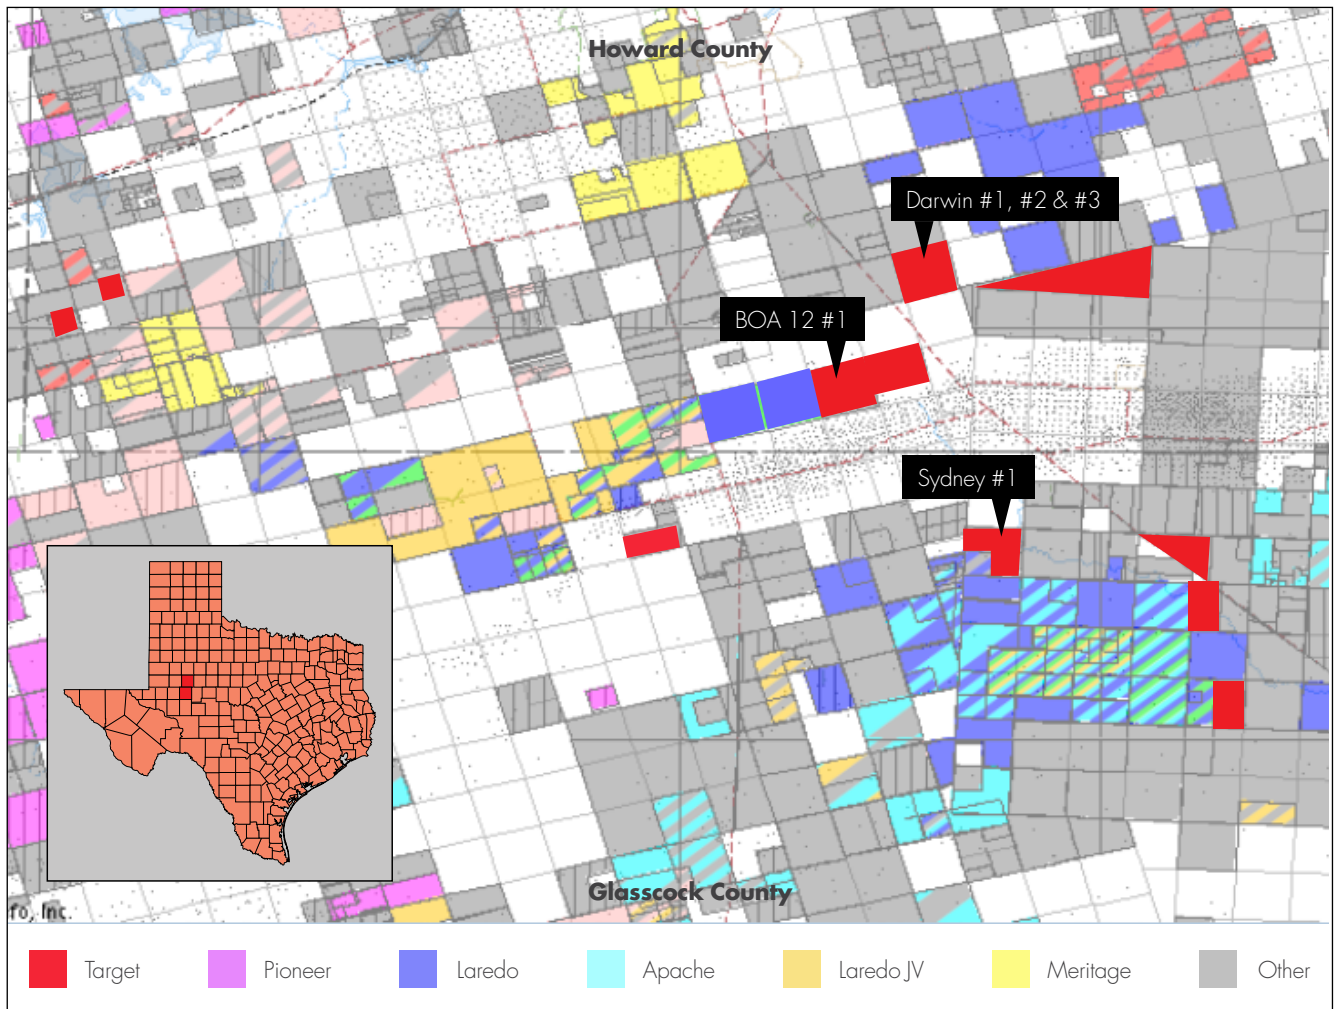 Howard County
Darwin #1, #2 & #3
BOA 12 #1
Sydney #1
Glasscock County
fo, Inc.
Target
Pioneer
Laredo
Apache
Laredo JV
Meritage
Other